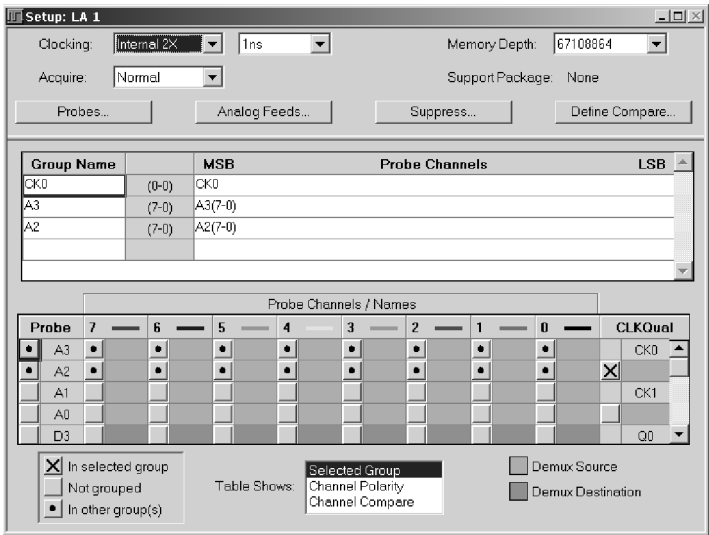 Setup: LA 1
Clocking: Internal 2X 1ns Memory Depth: 67108864
Acquire: Normal Support Package: None
Probes... Analog Feeds... Suppress... Define Compare...
Group Name MSB Probe Channels LSB
CK0 (0-0) CK0
A3 (7-0) A3(7-0)
A2 (7-0) A2(7-0)
Probe Channels / Names
Probe 7 6 5 4 3 2 1 0 CLKQual
A3 CK0
A2
A1 CK1
A0
D3 Q0
In selected group
Not grouped
In other group(s)
Table Shows: Selected Group
Channel Polarity
Channel Compare
Demux Source
Demux Destination